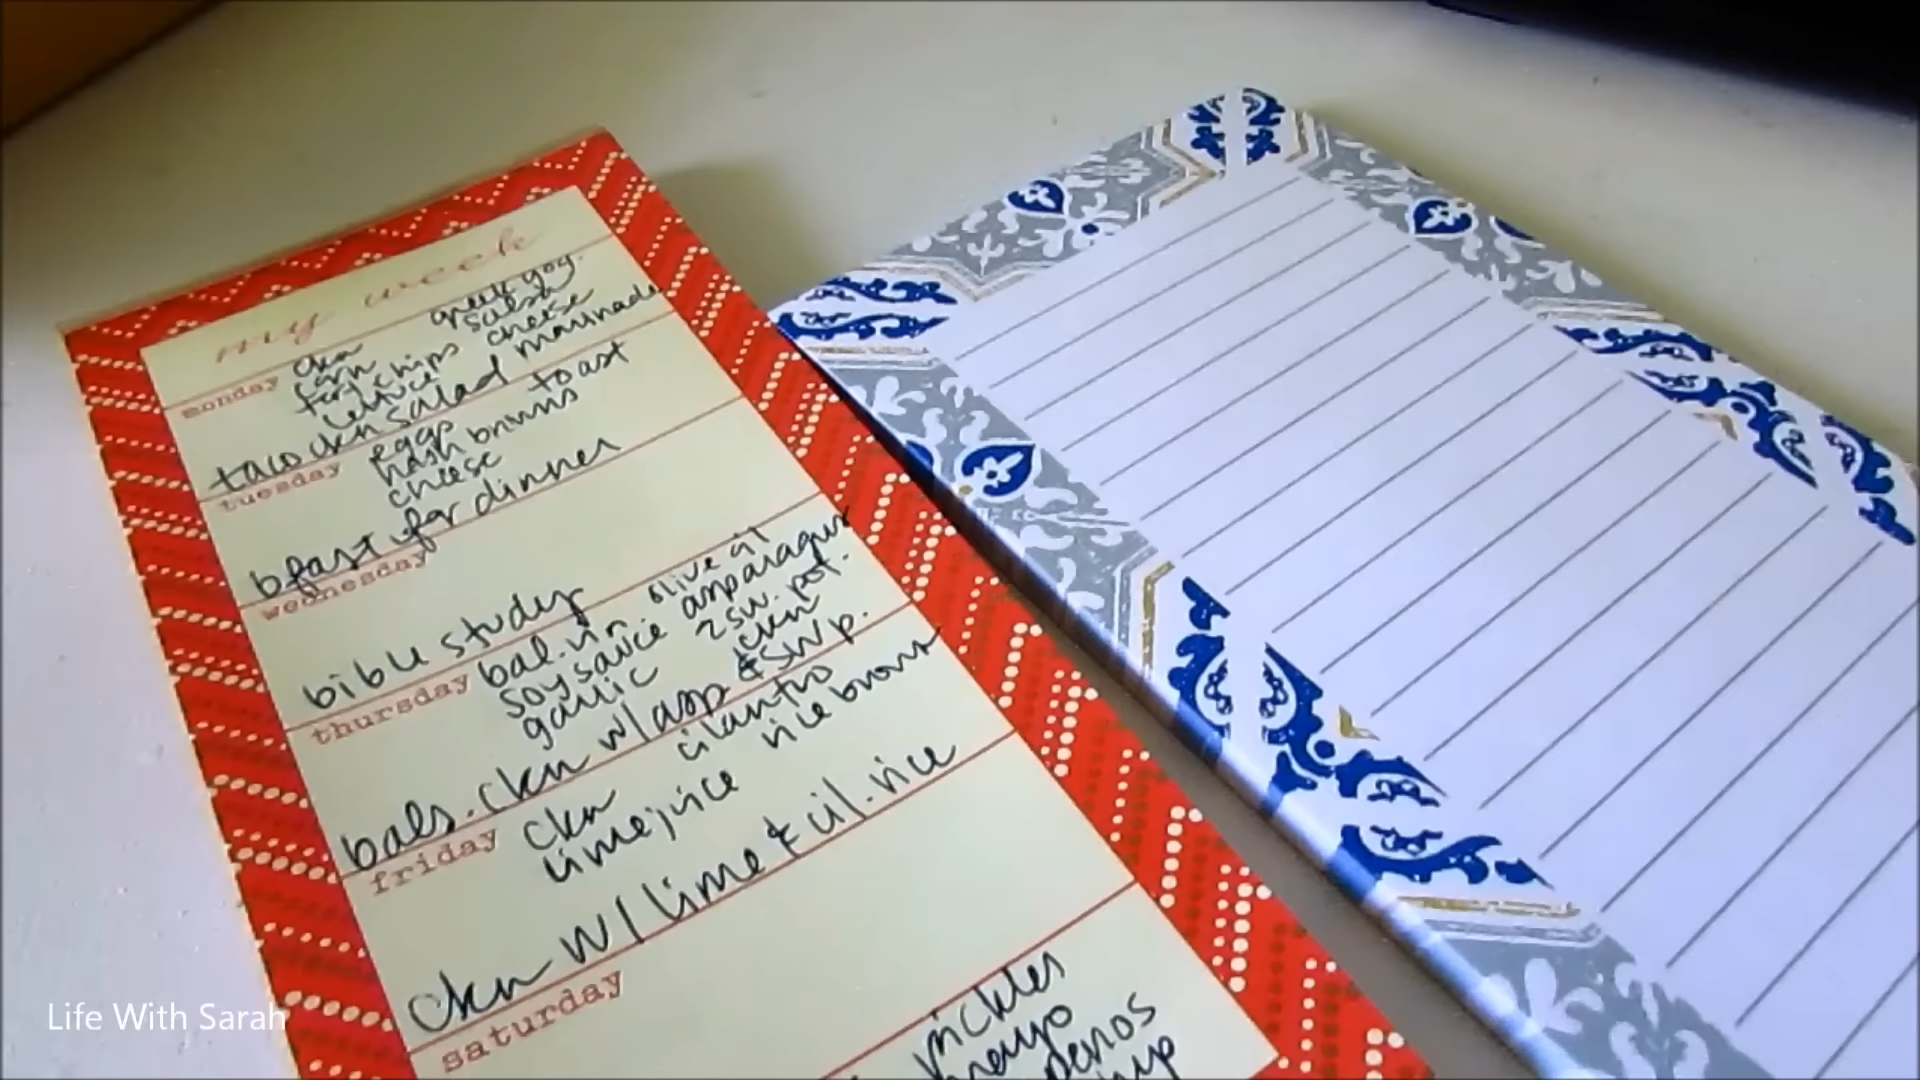 my week
monday
ckn
corn
tort chips
lettuce
greek yog.
salsa
cheese
marinade
taco ckn salad
tuesday
eggs
hash browns
cheese
toast
bfast for dinner
wednesday
bible study
thursday
bal. vin
soy sauce
garlic
olive oil
asparagus
2 sw. pot.
ckn
bals. ckn w/ asp & sw p.
friday
ckn
lime juice
cilantro
rice brown
ckn w/ lime & cil. rice
saturday
pickles
mayo
Life With Sarah